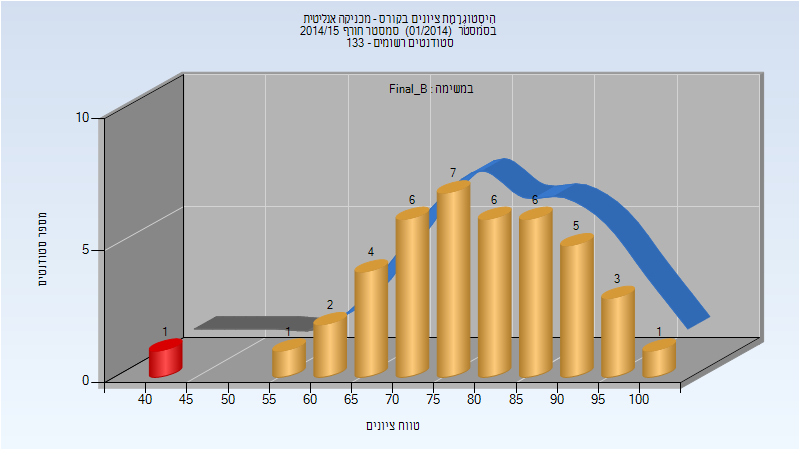 היסטוגרמת ציונים בקורס - מכניקה אנליטית
בסמסטר (01/2014) סמסטר חורף 2014/15
סטודנטים רשומים - 133
במשימה : Final_B
מספר סטודנטים
10
5
0
1
1
2
4
6
7
6
6
5
3
1
40 45 50 55 60 65 70 75 80 85 90 95 100
טווח ציונים